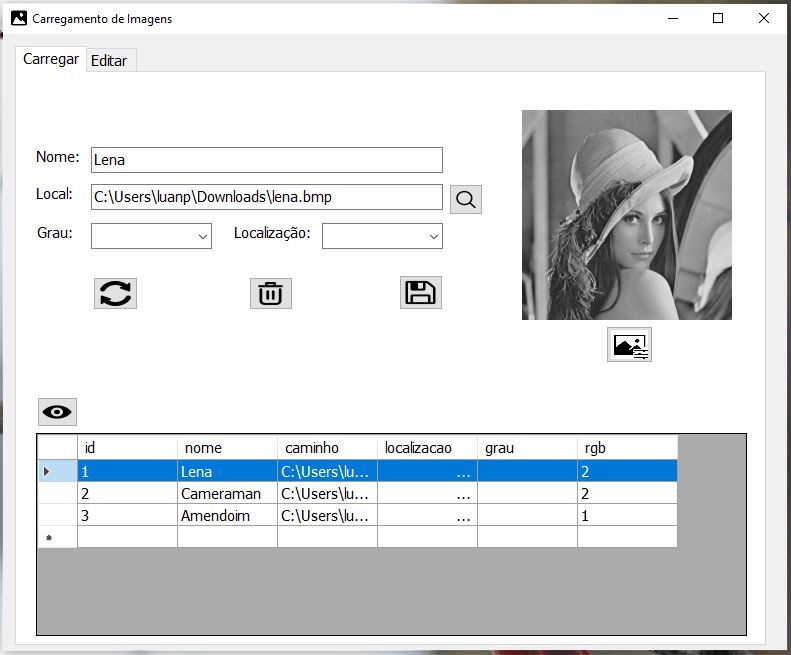 Carregamento de Imagens
Carregar Editar
Nome: Lena
Local: C:\Users\luanp\Downloads\lena.bmp
Grau: Localização:
id nome caminho localizacao grau rgb
1 Lena C:\Users\lu... ... 2
2 Cameraman C:\Users\lu... ... 2
3 Amendoim C:\Users\lu... ... 1